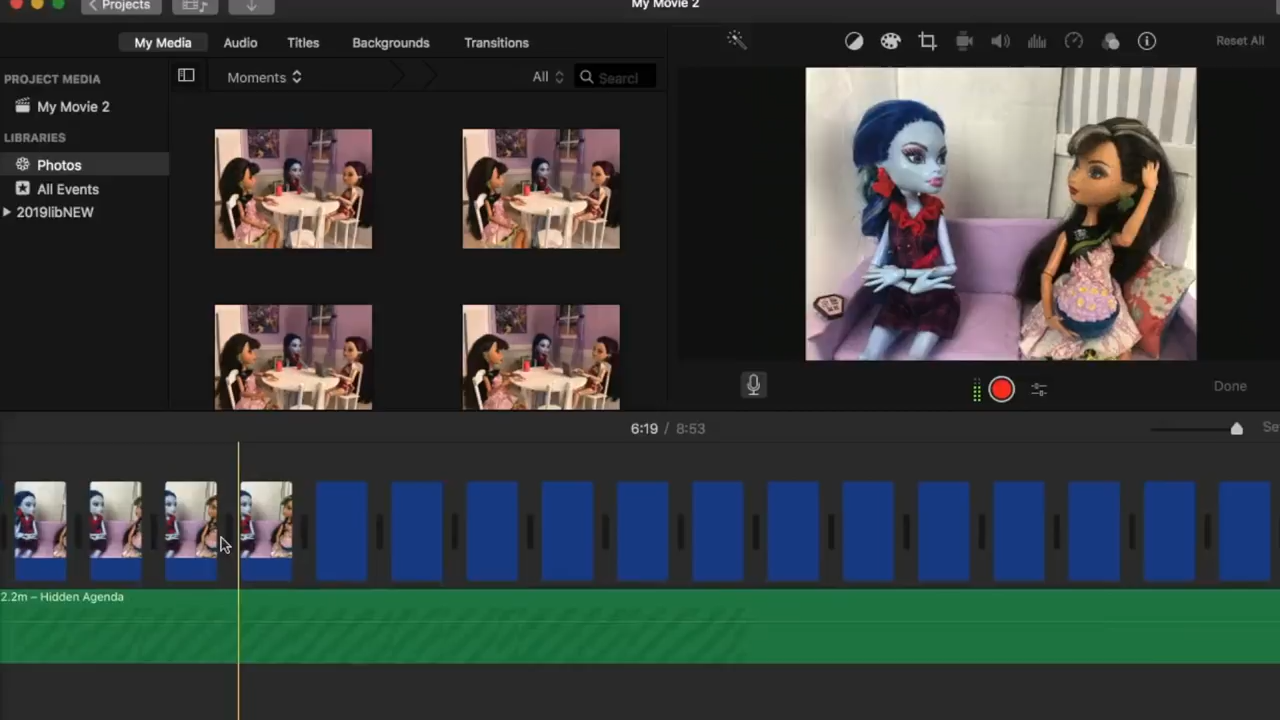 Projects
My Movie 2
My Media Audio Titles Backgrounds Transitions
Reset All
PROJECT MEDIA
Moments
All
My Movie 2
LIBRARIES
Photos
All Events
2019libNEW
Done
6:19 / 8:53
2.2m – Hidden Agenda